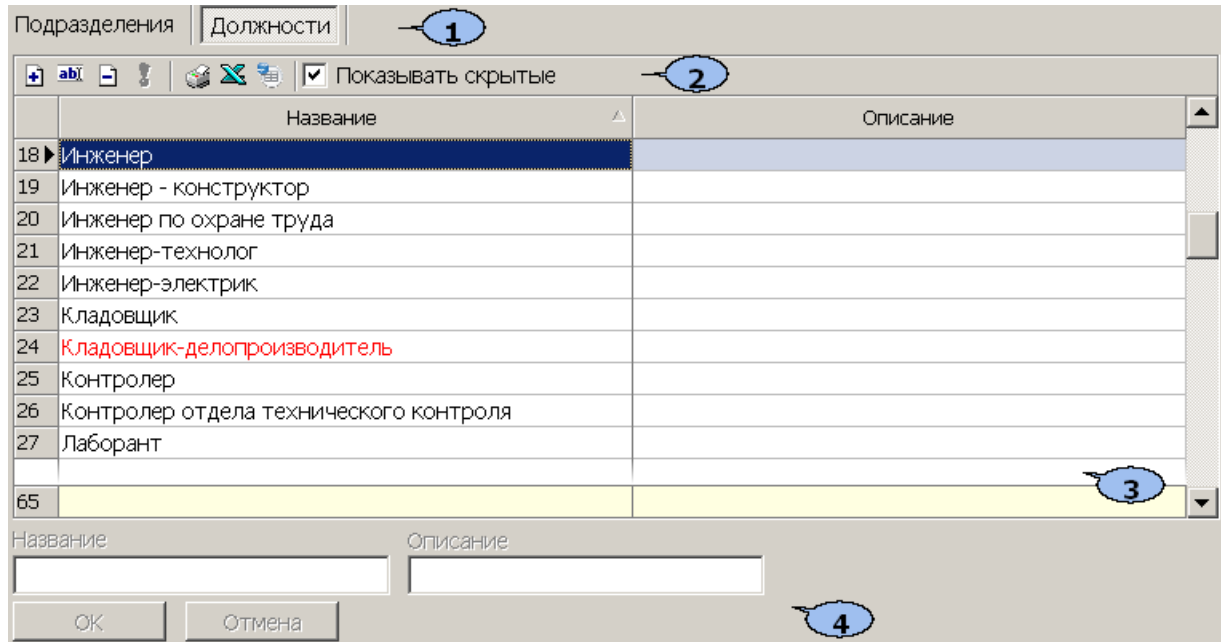 Подразделения Должности 1
abI Показывать скрытые 2
Название Описание
18 Инженер
19 Инженер - конструктор
20 Инженер по охране труда
21 Инженер-технолог
22 Инженер-электрик
23 Кладовщик
24 Кладовщик-делопроизводитель
25 Контролер
26 Контролер отдела технического контроля
27 Лаборант
3
65
Название Описание
OK Отмена 4